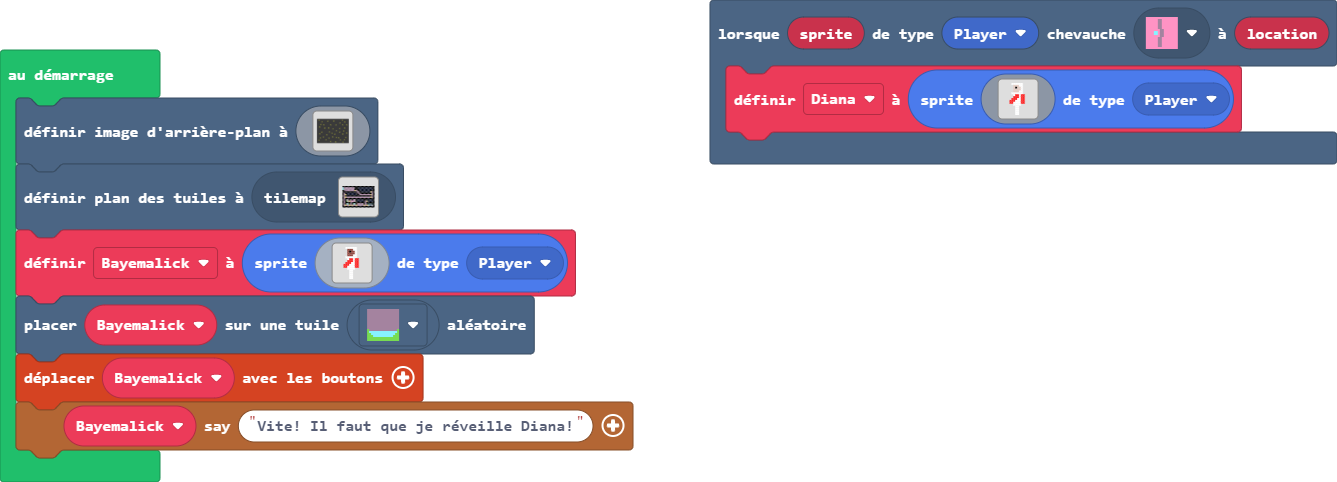 au démarrage
définir image d'arrière-plan à
définir plan des tuiles à tilemap
définir Bayemalick à sprite de type Player
placer Bayemalick sur une tuile aléatoire
déplacer Bayemalick avec les boutons
Bayemalick say "Vite! Il faut que je réveille Diana!"
lorsque sprite de type Player chevauche à location
définir Diana à sprite de type Player